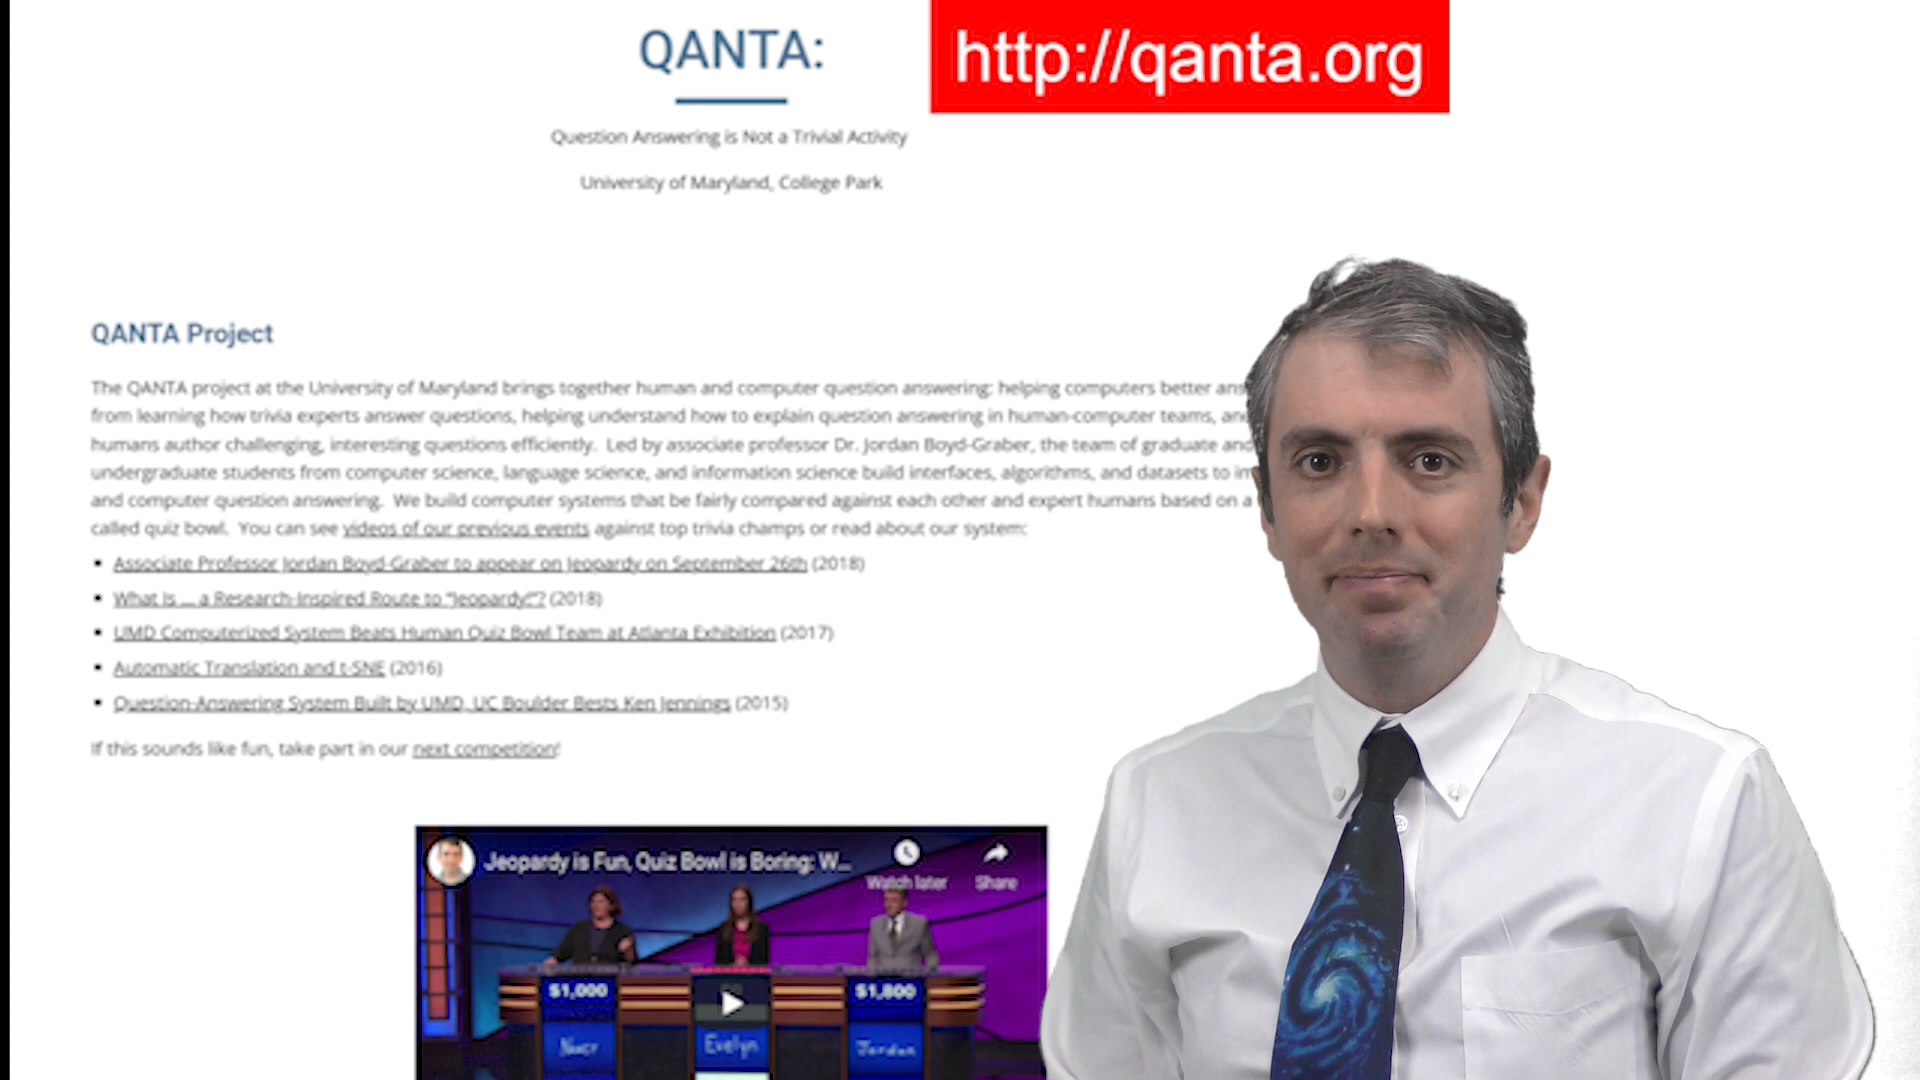 QANTA:
http://qanta.org
Question Answering is Not a Trivial Activity
University of Maryland, College Park
QANTA Project
The QANTA project at the University of Maryland brings together human and computer question answering: helping computers better ans
from learning how trivia experts answer questions, helping understand how to explain question answering in human-computer teams, and
humans author challenging, interesting questions efficiently. Led by associate professor Dr. Jordan Boyd-Graber, the team of graduate and
undergraduate students from computer science, language science, and information science build interfaces, algorithms, and datasets to im
and computer question answering. We build computer systems that be fairly compared against each other and expert humans based on a
called quiz bowl. You can see videos of our previous events against top trivia champs or read about our system:
Associate Professor Jordan Boyd-Graber to appear on Jeopardy on September 26th (2018)
What Is ... a Research-Inspired Route to "Jeopardy!"? (2018)
UMD Computerized System Beats Human Quiz Bowl Team at Atlanta Exhibition (2017)
Automatic Translation and t-SNE (2016)
Question-Answering System Built by UMD, UC Boulder Bests Ken Jennings (2015)
If this sounds like fun, take part in our next competition!
Jeopardy is Fun, Quiz Bowl is Boring: W...
Watch later
Share
$1,000
$1,800
Nancy
Evelyn
Jordan